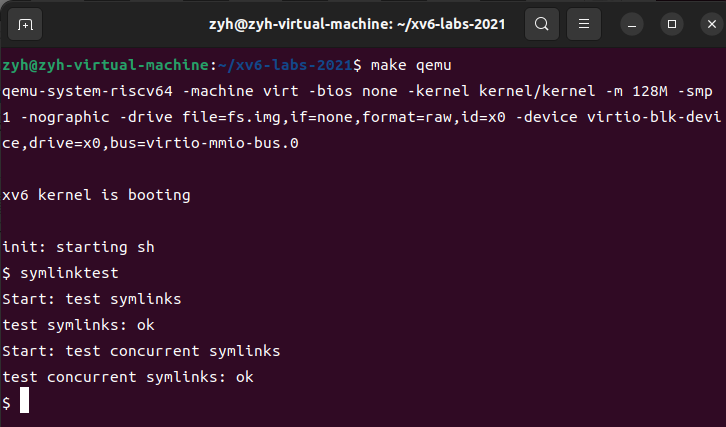 zyh@zyh-virtual-machine: ~/xv6-labs-2021
zyh@zyh-virtual-machine:~/xv6-labs-2021$ make qemu
qemu-system-riscv64 -machine virt -bios none -kernel kernel/kernel -m 128M -smp
1 -nographic -drive file=fs.img,if=none,format=raw,id=x0 -device virtio-blk-devi
ce,drive=x0,bus=virtio-mmio-bus.0
xv6 kernel is booting
init: starting sh
$ symlinktest
Start: test symlinks
test symlinks: ok
Start: test concurrent symlinks
test concurrent symlinks: ok
$